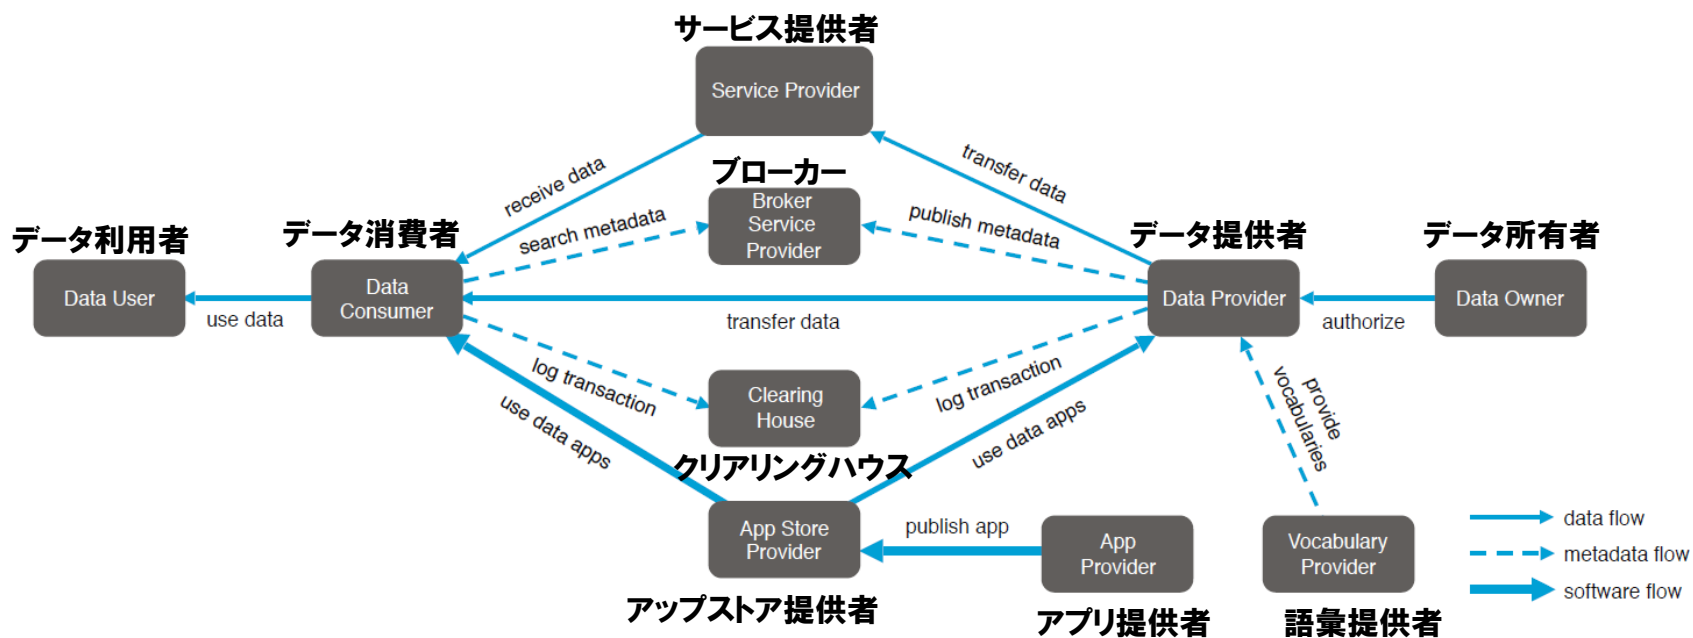 サービス提供者
Service Provider
receive data
transfer data
ブローカー
Broker
Service
Provider
search metadata
publish metadata
データ利用者
データ消費者
データ提供者
データ所有者
Data User
Data
Consumer
Data Provider
Data Owner
use data
transfer data
authorize
log transaction
Clearing
House
log transaction
provide
vocabularies
use data apps
クリアリングハウス
use data apps
App Store
Provider
publish app
App
Provider
Vocabulary
Provider
data flow
metadata flow
software flow
アップストア提供者
アプリ提供者
語彙提供者